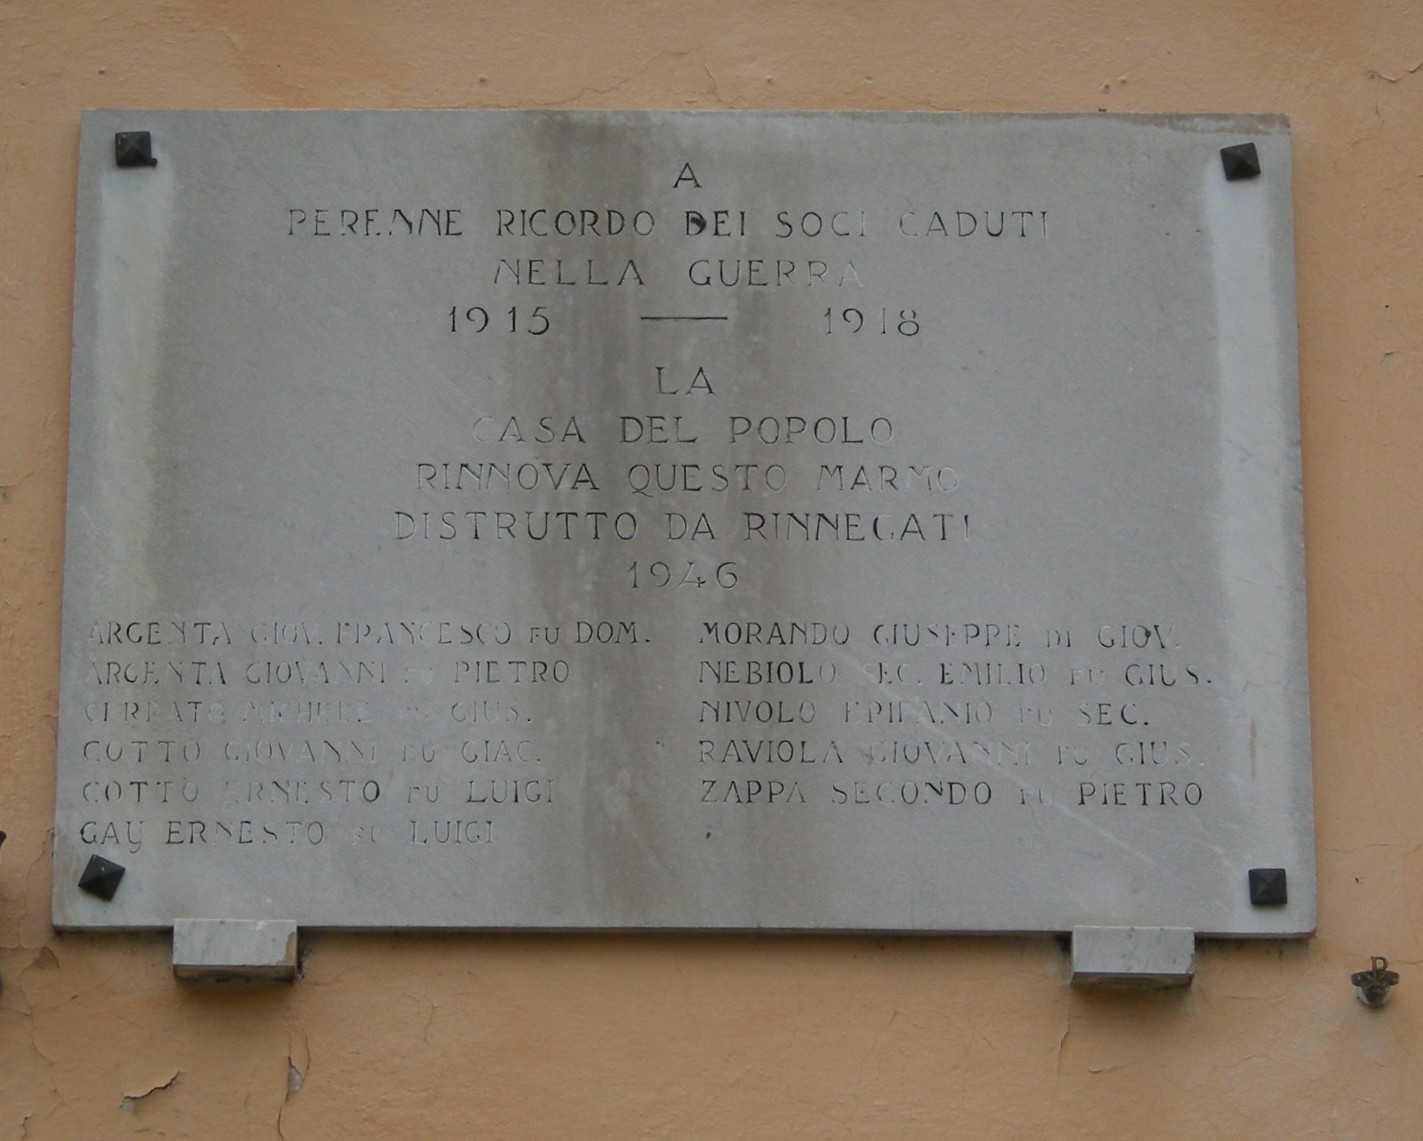 A
PERENNE RICORDO DEI SOCI CADUTI
NELLA GUERRA
1915 — 1918
LA
CASA DEL POPOLO
RINNOVA QUESTO MARMO
DISTRUTTO DA RINNEGATI
1946
ARGENTA GIOV. FRANCESCO FU DOM.
ARGENTA GIOVANNI FU PIETRO
CERRATO MICHELE FU GIUS.
COTTO GIOVANNI FU GIAC.
COTTO ERNESTO FU LUIGI
GAY ERNESTO FU LUIGI
MORANDO GIUSEPPE DI GIOV.
NEBIOLO SEC. EMILIO FU GIUS.
NIVOLO EPIFANIO FU SEC.
RAVIOLA GIOVANNI FU GIUS.
ZAPPA SECONDO FU PIETRO